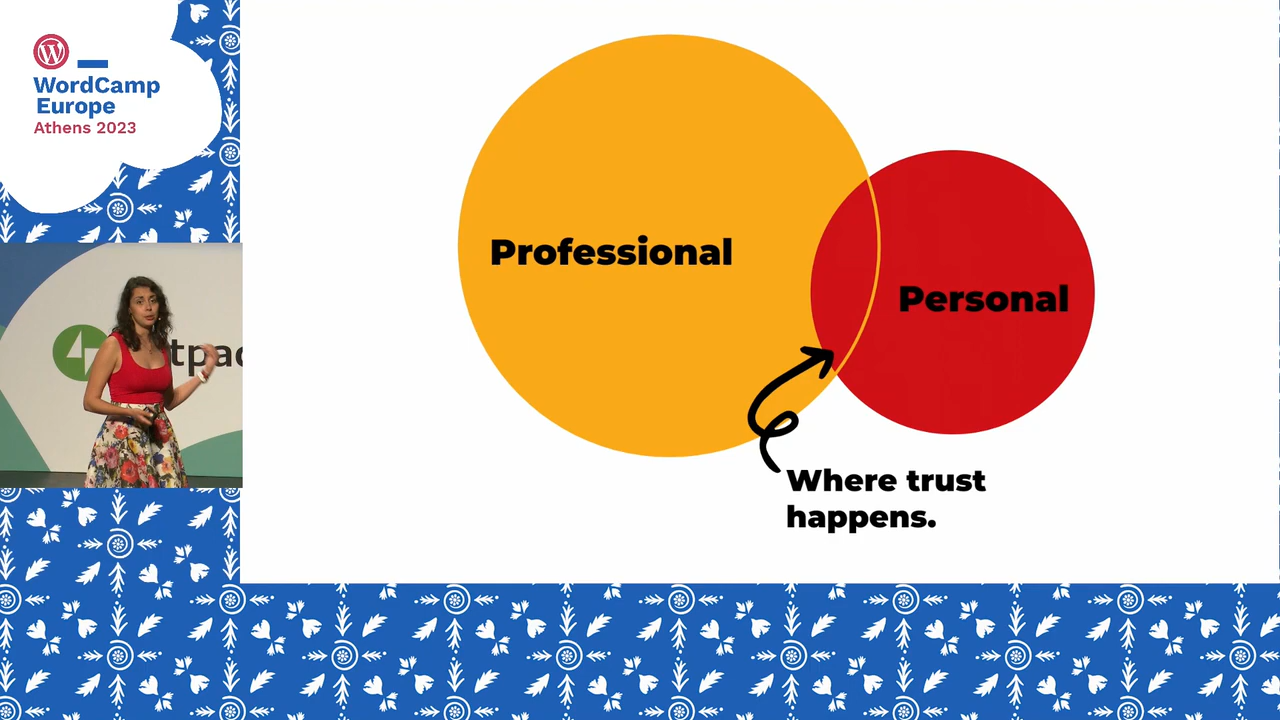 WordCamp
Europe
Athens 2023
Professional
Personal
Where trust
happens.